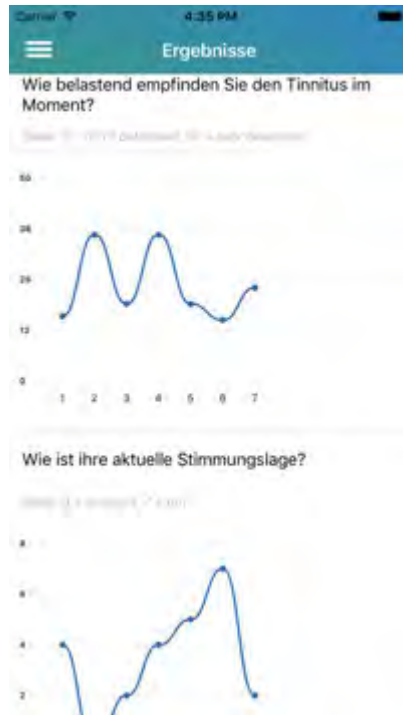 Carrier
4:35 PM
Ergebnisse
Wie belastend empfinden Sie den Tinnitus im
Moment?
50
38
25
12
0
1 2 3 4 5 6 7
Wie ist ihre aktuelle Stimmungslage?
8
6
4
2